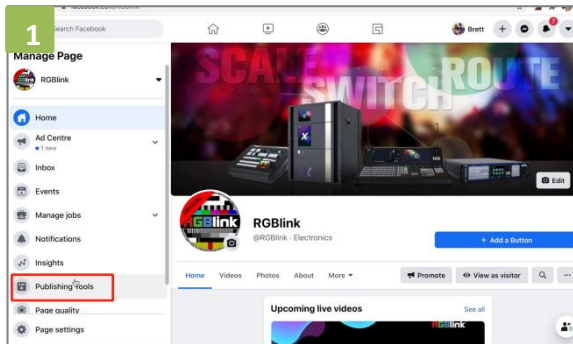 1
Search Facebook
Brett
Manage Page
RGBlink
Home
Ad Centre
1 new
Inbox
Events
Manage jobs
Notifications
Insights
Publishing Tools
Page quality
Page settings
SCALE
SWITCH
ROUTE
X
Edit
RGBlink
RGBlink
@RGBlink · Electronics
+ Add a Button
Home Videos Photos About More
Promote View as visitor
Upcoming live videos See all
RGBlink